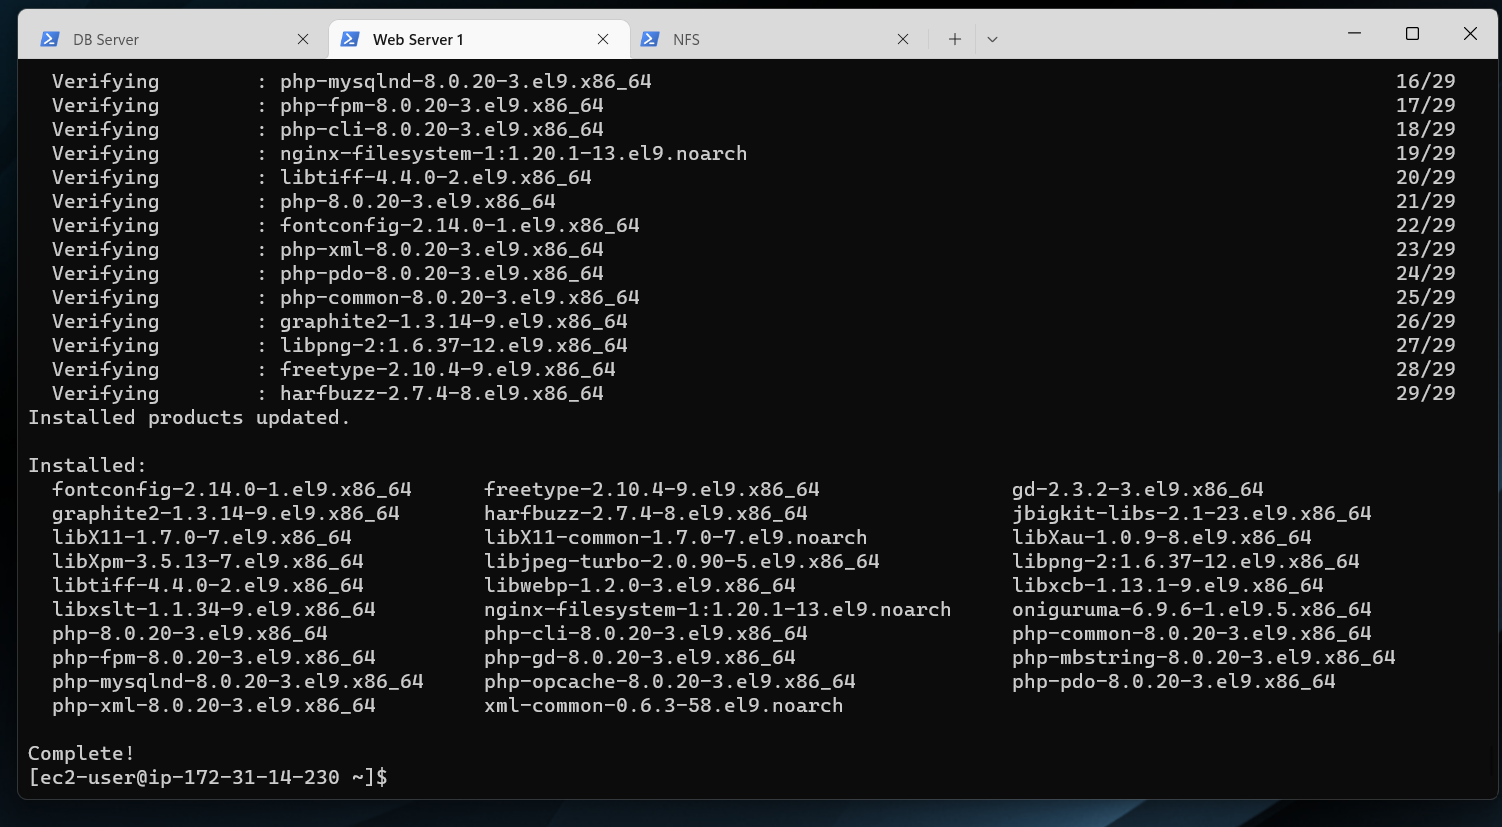 DB Server Web Server 1 NFS
Verifying : php-mysqlnd-8.0.20-3.el9.x86_64 16/29
Verifying : php-fpm-8.0.20-3.el9.x86_64 17/29
Verifying : php-cli-8.0.20-3.el9.x86_64 18/29
Verifying : nginx-filesystem-1:1.20.1-13.el9.noarch 19/29
Verifying : libtiff-4.4.0-2.el9.x86_64 20/29
Verifying : php-8.0.20-3.el9.x86_64 21/29
Verifying : fontconfig-2.14.0-1.el9.x86_64 22/29
Verifying : php-xml-8.0.20-3.el9.x86_64 23/29
Verifying : php-pdo-8.0.20-3.el9.x86_64 24/29
Verifying : php-common-8.0.20-3.el9.x86_64 25/29
Verifying : graphite2-1.3.14-9.el9.x86_64 26/29
Verifying : libpng-2:1.6.37-12.el9.x86_64 27/29
Verifying : freetype-2.10.4-9.el9.x86_64 28/29
Verifying : harfbuzz-2.7.4-8.el9.x86_64 29/29
Installed products updated.
Installed:
fontconfig-2.14.0-1.el9.x86_64 freetype-2.10.4-9.el9.x86_64 gd-2.3.2-3.el9.x86_64
graphite2-1.3.14-9.el9.x86_64 harfbuzz-2.7.4-8.el9.x86_64 jbigkit-libs-2.1-23.el9.x86_64
libX11-1.7.0-7.el9.x86_64 libX11-common-1.7.0-7.el9.noarch libXau-1.0.9-8.el9.x86_64
libXpm-3.5.13-7.el9.x86_64 libjpeg-turbo-2.0.90-5.el9.x86_64 libpng-2:1.6.37-12.el9.x86_64
libtiff-4.4.0-2.el9.x86_64 libwebp-1.2.0-3.el9.x86_64 libxcb-1.13.1-9.el9.x86_64
libxslt-1.1.34-9.el9.x86_64 nginx-filesystem-1:1.20.1-13.el9.noarch oniguruma-6.9.6-1.el9.5.x86_64
php-8.0.20-3.el9.x86_64 php-cli-8.0.20-3.el9.x86_64 php-common-8.0.20-3.el9.x86_64
php-fpm-8.0.20-3.el9.x86_64 php-gd-8.0.20-3.el9.x86_64 php-mbstring-8.0.20-3.el9.x86_64
php-mysqlnd-8.0.20-3.el9.x86_64 php-opcache-8.0.20-3.el9.x86_64 php-pdo-8.0.20-3.el9.x86_64
php-xml-8.0.20-3.el9.x86_64 xml-common-0.6.3-58.el9.noarch
Complete!
[ec2-user@ip-172-31-14-230 ~]$